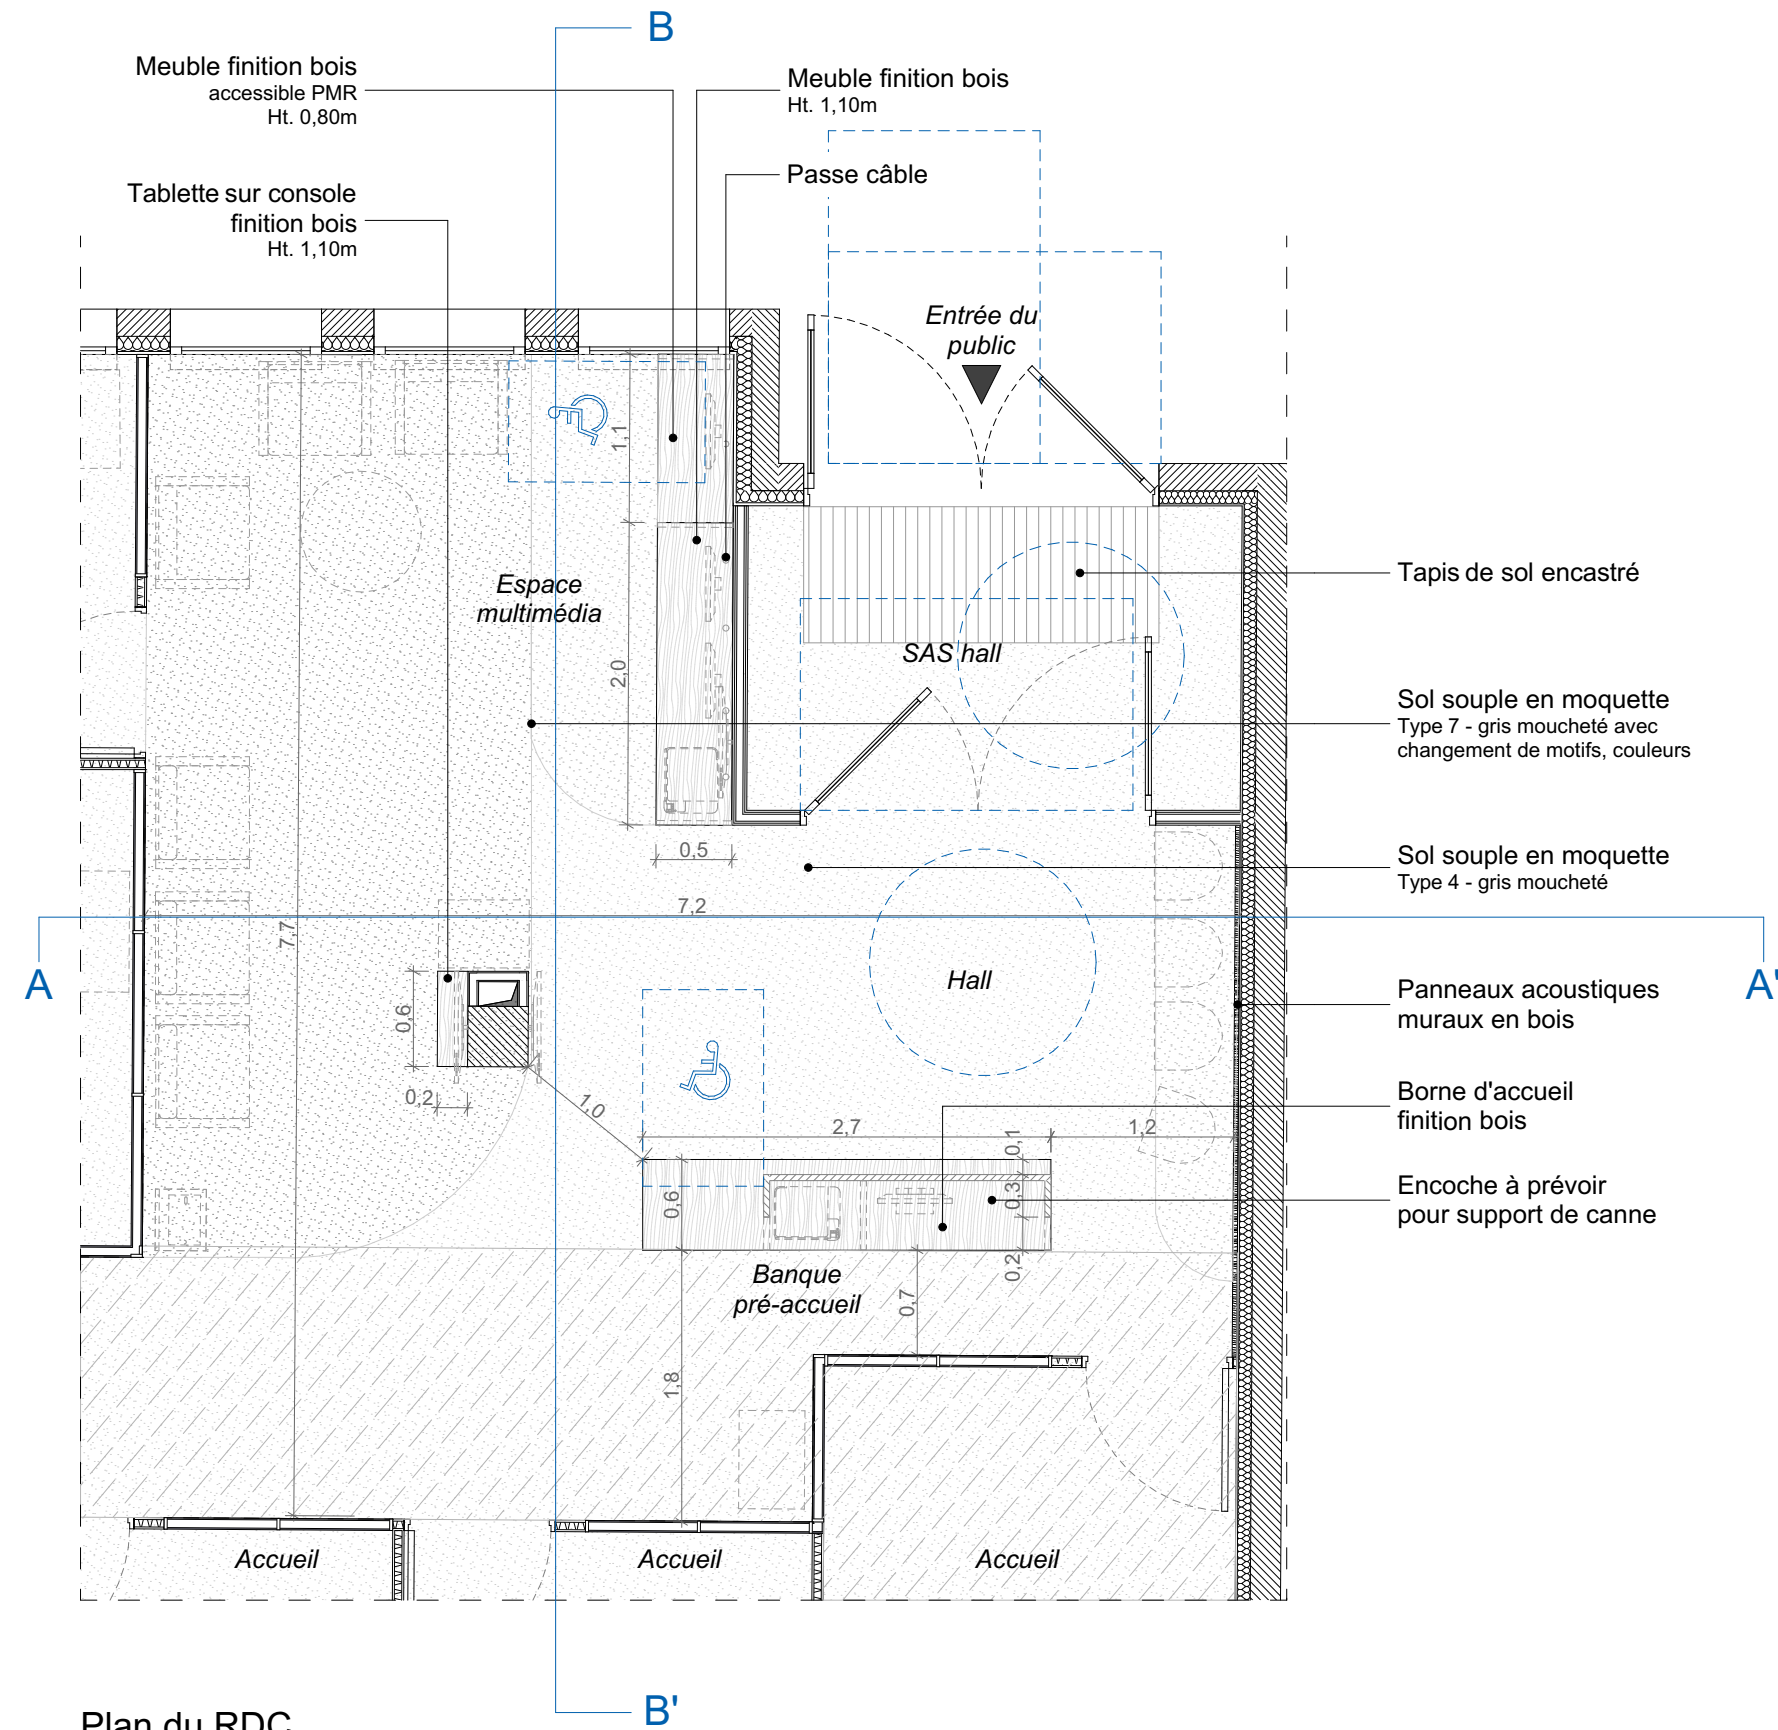 B
Meuble finition bois
accessible PMR
Ht. 0,80m
Meuble finition bois
Ht. 1,10m
Passe câble
Tablette sur console
finition bois
Ht. 1,10m
Entrée du
public
1,1
Espace
multimédia
Tapis de sol encastré
SAS hall
2,0
Sol souple en moquette
Type 7 - gris moucheté avec
changement de motifs, couleurs
0,5
Sol souple en moquette
Type 4 - gris moucheté
7,2
7,7
A
Hall
A'
Panneaux acoustiques
muraux en bois
0,6
0,2
1,0
Borne d'accueil
finition bois
2,7
0,1
1,2
Encoche à prévoir
pour support de canne
0,6
0,3
0,2
Banque
pré-accueil
0,7
1,8
Accueil
Accueil
Accueil
B'
Plan du RDC